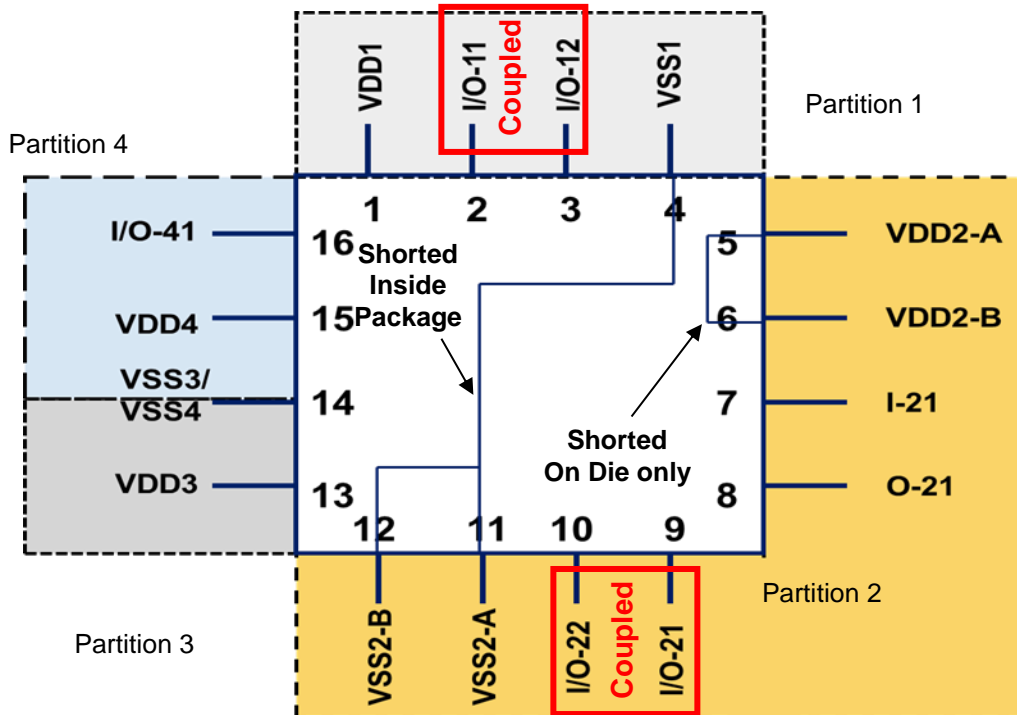 VDD1
I/O-11
Coupled
I/O-12
VSS1
Partition 1
Partition 4
1
2
3
4
I/O-41
16
Shorted
Inside
Package
5
VDD2-A
VDD4
15
6
VDD2-B
VSS3/
VSS4
14
7
I-21
Shorted
On Die only
VDD3
13
8
O-21
12
11
10
9
Partition 2
Partition 3
VSS2-B
VSS2-A
I/O-22
Coupled
I/O-21